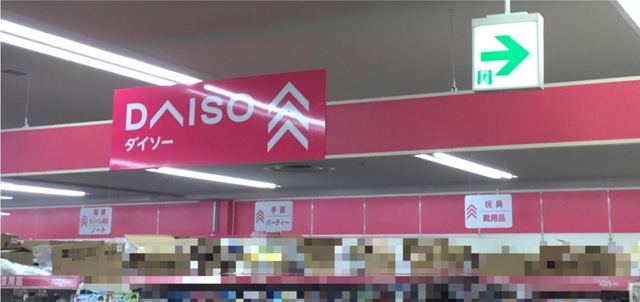 DAISO
ダイソー
手芸
パーティー
玩具
靴用品
ノート